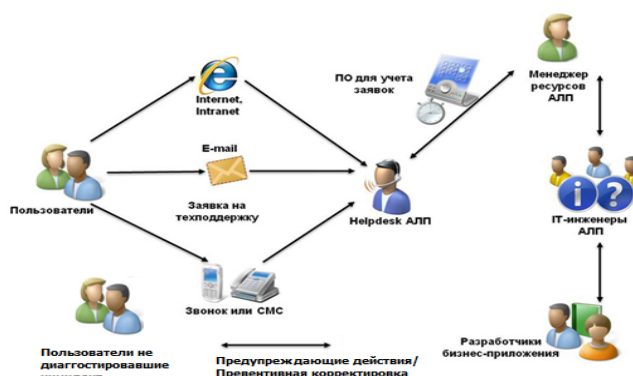 ПО для учета
заявок
Менеджер
ресурсов
АЛП
Internet,
Intranet
E-mail
Пользователи
Заявка на
техподдержку
Helpdesk АЛП
IT-инженеры
АЛП
Звонок или СМС
Разработчики
бизнес-приложения
Пользователи не
диаггостировавшие
Предупреждающие действия/
Превентивная корректировка